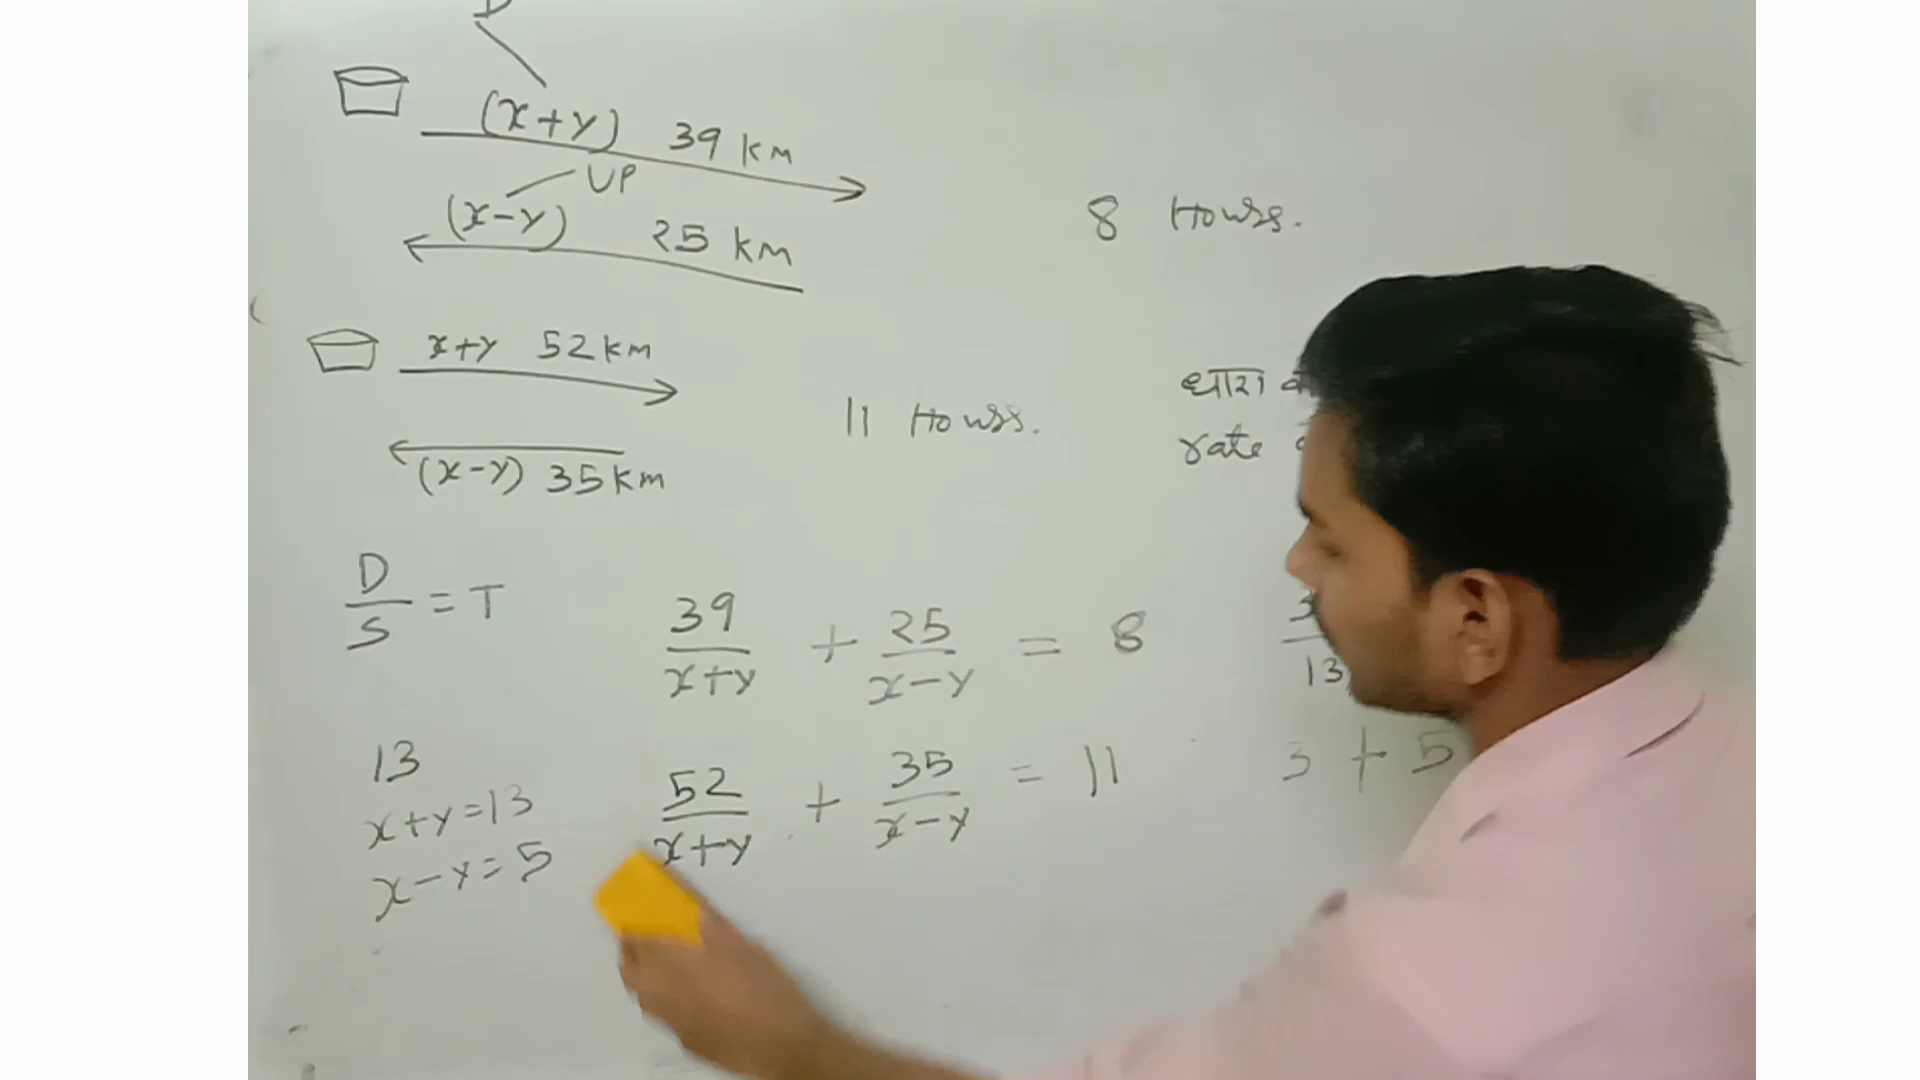 D
(x+y) 39 km
UP
(x-y) 25 km
8 Hours.
x+y 52 km
11 Hours.
(x-y) 35 km
धारा
rate
D/S = T
39/x+y + 25/x-y = 8
13
13
x+y=13
x-y=5
52/x+y + 35/x-y = 11
3 + 5